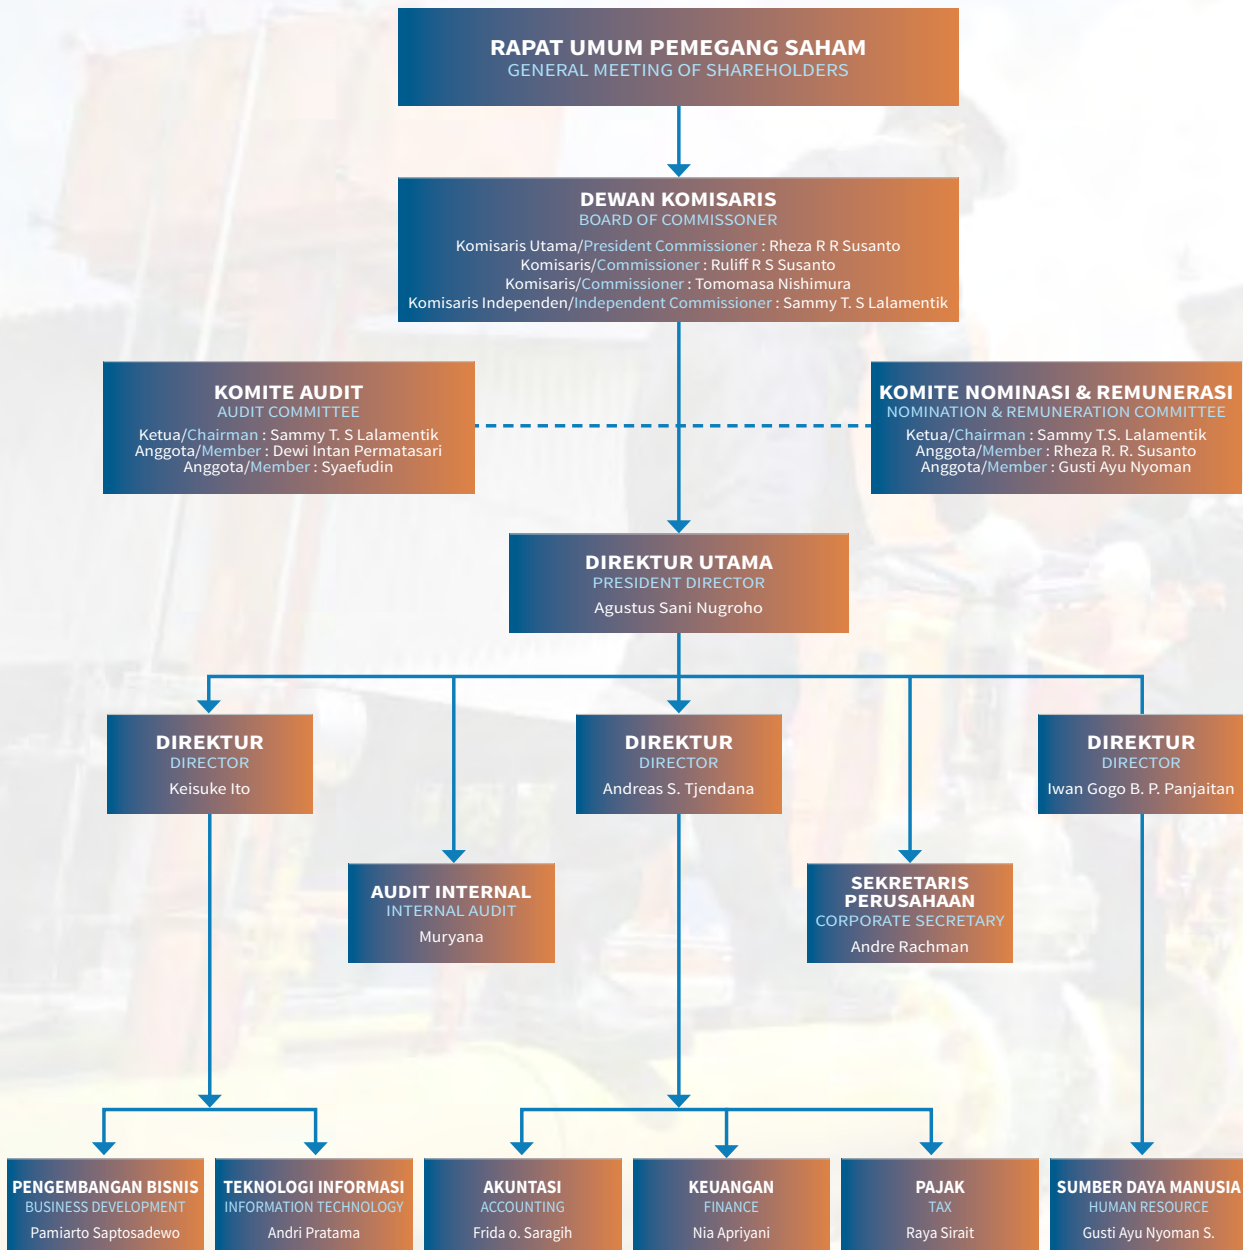 RAPAT UMUM PEMEGANG SAHAM
GENERAL MEETING OF SHAREHOLDERS
DEWAN KOMISARIS
BOARD OF COMMISSONER
Komisaris Utama/President Commissioner : Rheza R R Susanto
Komisaris/Commissioner : Ruliff R S Susanto
Komisaris/Commissioner : Tomomasa Nishimura
Komisaris Independen/Independent Commissioner : Sammy T. S Lalamentik
KOMITE AUDIT
AUDIT COMMITTEE
Ketua/Chairman : Sammy T. S Lalamentik
Anggota/Member : Dewi Intan Permatasari
Anggota/Member : Syaefudin
KOMITE NOMINASI & REMUNERASI
NOMINATION & REMUNERATION COMMITTEE
Ketua/Chairman : Sammy T.S. Lalamentik
Anggota/Member : Rheza R. R. Susanto
Anggota/Member : Gusti Ayu Nyoman
DIREKTUR UTAMA
PRESIDENT DIRECTOR
Agustus Sani Nugroho
DIREKTUR
DIRECTOR
Keisuke Ito
DIREKTUR
DIRECTOR
Andreas S. Tjendana
DIREKTUR
DIRECTOR
Iwan Gogo B. P. Panjaitan
AUDIT INTERNAL
INTERNAL AUDIT
Muryana
SEKRETARIS
PERUSAHAAN
CORPORATE SECRETARY
Andre Rachman
PENGEMBANGAN BISNIS
BUSINESS DEVELOPMENT
Pamiarto Saptosadewo
TEKNOLOGI INFORMASI
INFORMATION TECHNOLOGY
Andri Pratama
AKUNTASI
ACCOUNTING
Frida o. Saragih
KEUANGAN
FINANCE
Nia Apriyani
PAJAK
TAX
Raya Sirait
SUMBER DAYA MANUSIA
HUMAN RESOURCE
Gusti Ayu Nyoman S.